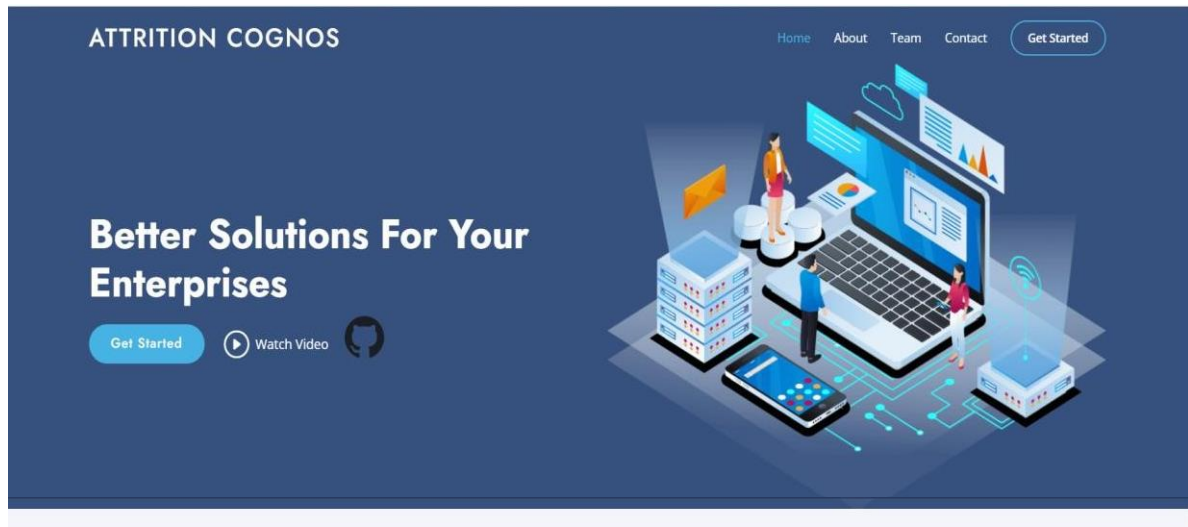 ATTRITION COGNOS
Home About Team Contact Get Started
Better Solutions For Your
Enterprises
Get Started Watch Video